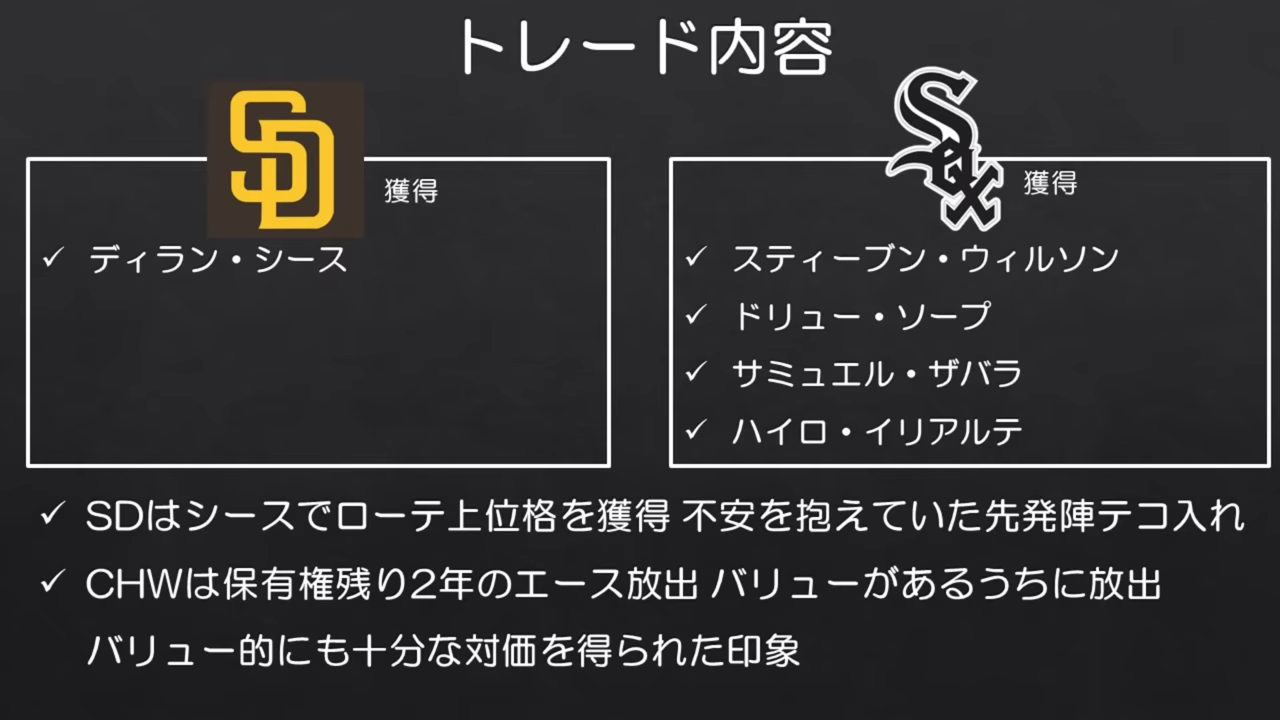 トレード内容
SD
獲得
ディラン・シース
Sox
獲得
スティーブン・ウィルソン
ドリュー・ソープ
サミュエル・ザバラ
ハイロ・イリアルテ
SDはシースでローテ上位格を獲得 不安を抱えていた先発陣テコ入れ
CHWは保有権残り2年のエース放出 バリューがあるうちに放出
バリュー的にも十分な対価を得られた印象